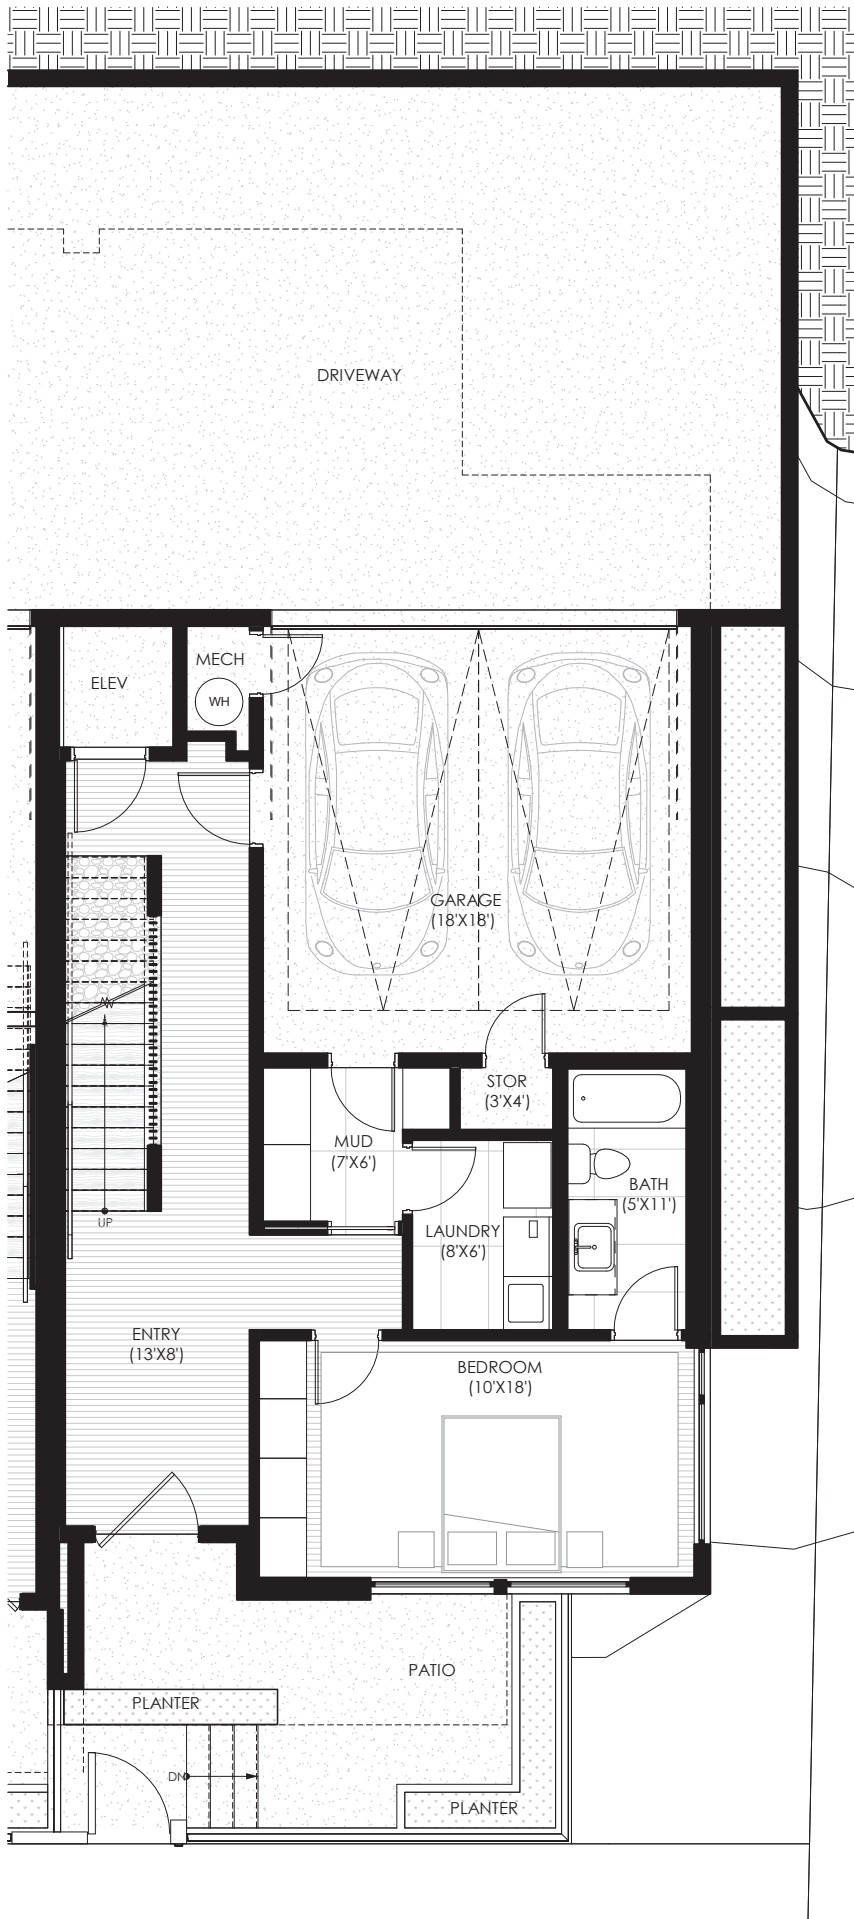 DRIVEWAY
ELEV
MECH
WH
GARAGE
(18'X18')
STOR
(3'X4')
MUD
(7'X6')
BATH
(5'X11')
UP
LAUNDRY
(8'X6')
ENTRY
(13'X8')
BEDROOM
(10'X18')
PATIO
PLANTER
DN
PLANTER